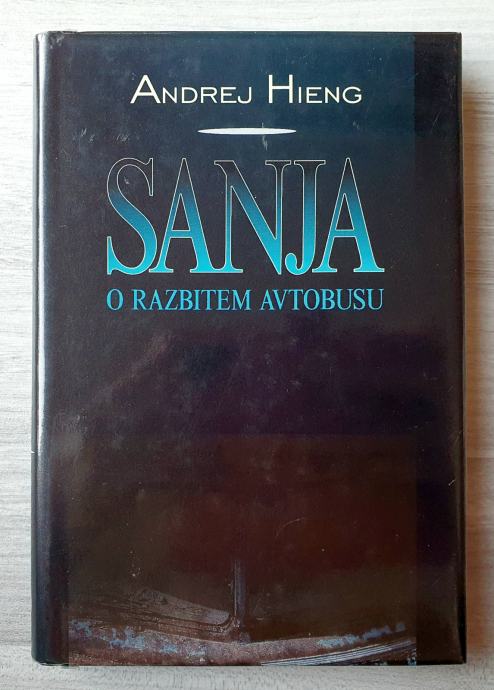 ANDREJ HIENG
SANJA
O RAZBITEM AVTOBUSU